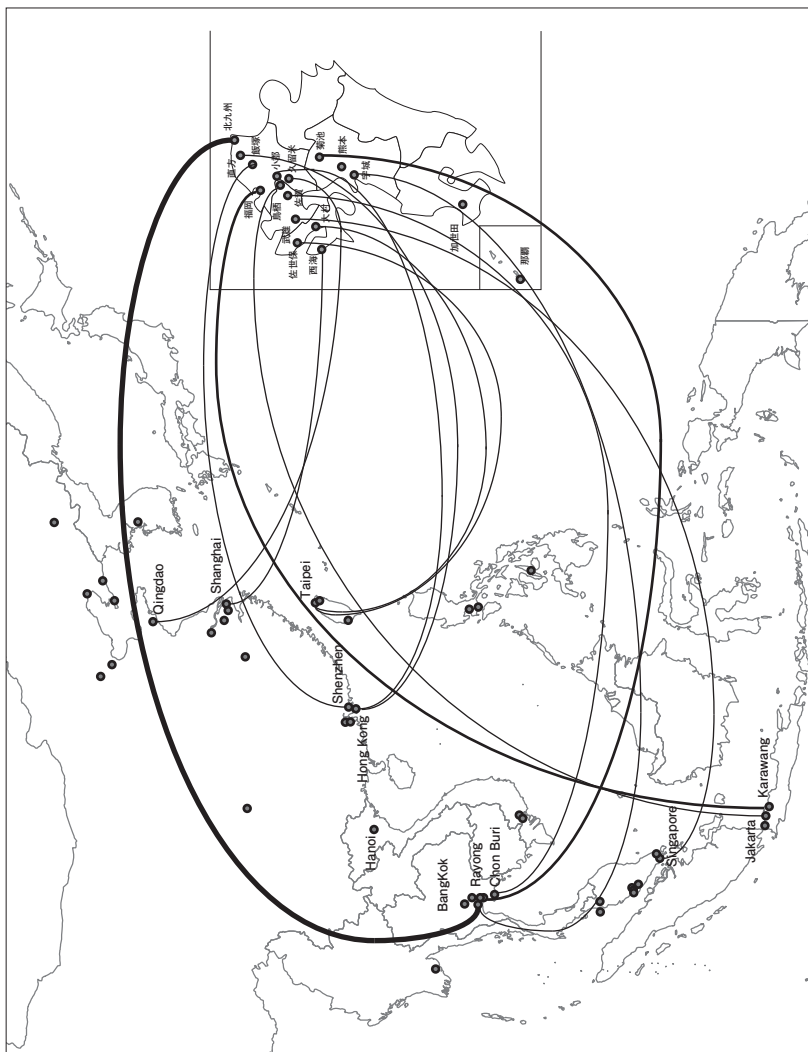 北九州
直方
飯塚
福岡
小郡
久留米
鳥栖
佐賀
武雄
大村
佐世保
西海
菊池
熊本
宇城
加世田
那覇
Qingdao
Shanghai
Taipei
Shenzhen
Hong Kong
Hanoi
BangKok
Rayong
Chon Buri
Singapore
Jakarta
Karawang